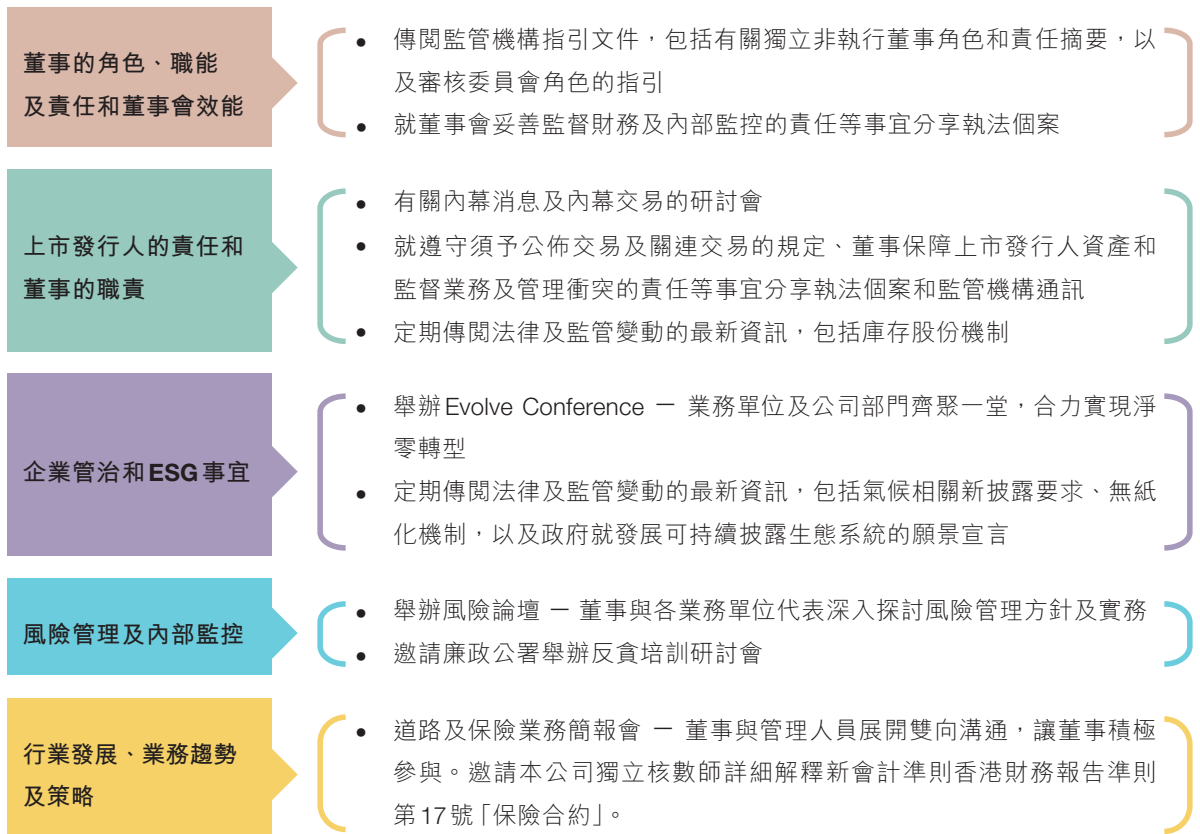 董事的角色、職能
及責任和董事會效能
• 傳閱監管機構指引文件，包括有關獨立非執行董事角色和責任摘要，以
及審核委員會角色的指引
• 就董事會妥善監督財務及內部監控的責任等事宜分享執法個案
上市發行人的責任和
董事的職責
• 有關內幕消息及內幕交易的研討會
• 就遵守須予公佈交易及關連交易的規定、董事保障上市發行人資產和
監督業務及管理衝突的責任等事宜分享執法個案和監管機構通訊
• 定期傳閱法律及監管變動的最新資訊，包括庫存股份機制
企業管治和ESG事宜
• 舉辦Evolve Conference — 業務單位及公司部門齊聚一堂，合力實現淨
零轉型
• 定期傳閱法律及監管變動的最新資訊，包括氣候相關新披露要求、無紙
化機制，以及政府就發展可持續披露生態系統的願景宣言
風險管理及內部監控
• 舉辦風險論壇 — 董事與各業務單位代表深入探討風險管理方針及實務
• 邀請廉政公署舉辦反貪培訓研討會
行業發展、業務趨勢
及策略
• 道路及保險業務簡報會 — 董事與管理人員展開雙向溝通，讓董事積極
參與。邀請本公司獨立核數師詳細解釋新會計準則香港財務報告準則
第17號「保險合約」。